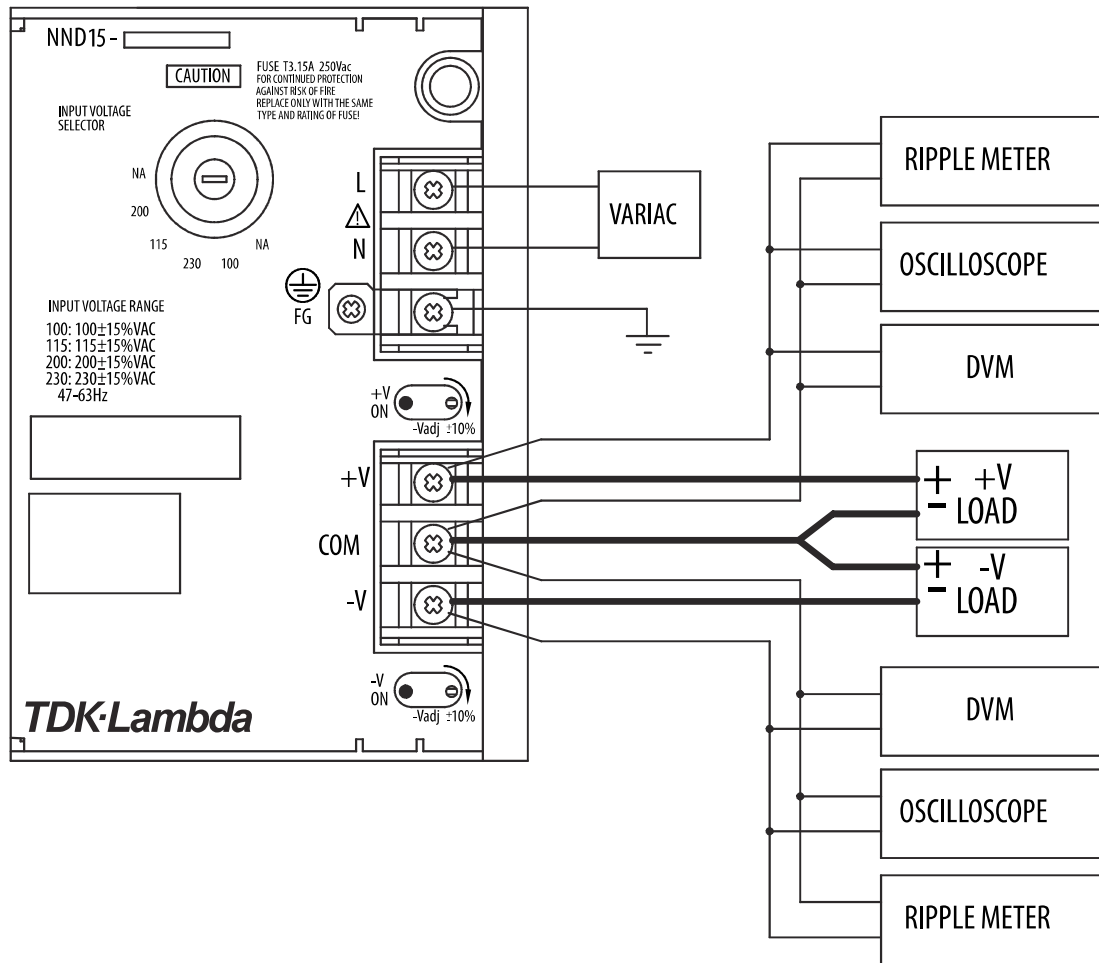 NND15 -
CAUTION
FUSE T3.15A 250Vac
FOR CONTINUED PROTECTION
AGAINST RISK OF FIRE
REPLACE ONLY WITH THE SAME
TYPE AND RATING OF FUSE!
INPUT VOLTAGE
SELECTOR
NA
200
115
230
100
NA
INPUT VOLTAGE RANGE
100: 100±15%VAC
115: 115±15%VAC
200: 200±15%VAC
230: 230±15%VAC
47-63Hz
L
N
FG
+V
ON
-Vadj ±10%
+V
COM
-V
-V
ON
-Vadj ±10%
TDK·Lambda
VARIAC
RIPPLE METER
OSCILLOSCOPE
DVM
+ +V
- LOAD
+ -V
- LOAD
DVM
OSCILLOSCOPE
RIPPLE METER